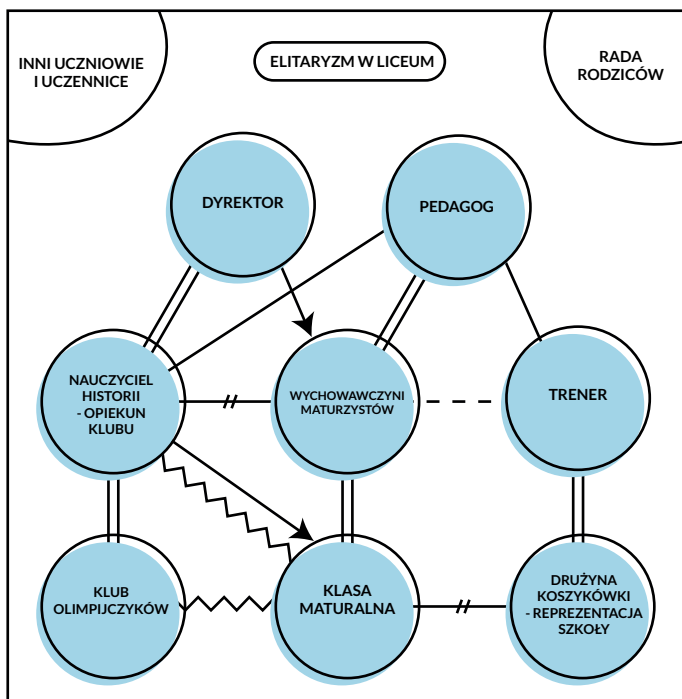 INNI UCZNIOWIE
I UCZENNICE
ELITARYZM W LICEUM
RADA
RODZICÓW
DYREKTOR
PEDAGOG
NAUCZYCIEL
HISTORII
- OPIEKUN
KLUBU
WYCHOWAWCZYNI
MATURZYSTÓW
TRENER
KLUB
OLIMPIJCZYKÓW
KLASA
MATURALNA
DRUŻYNA
KOSZYKÓWKI
- REPREZENTACJA
SZKOŁY